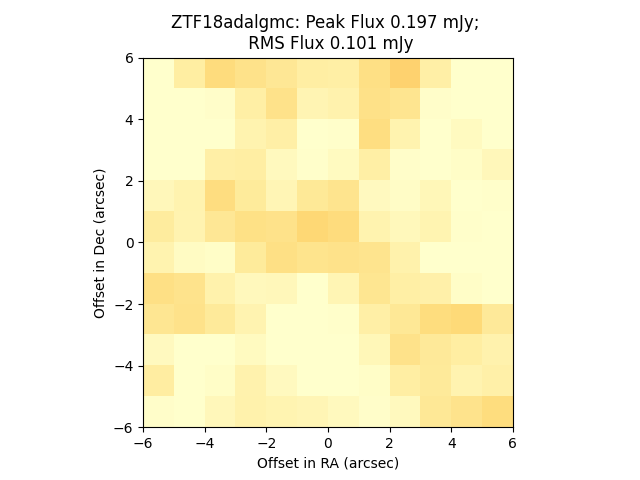 ZTF18adalgmc: Peak Flux 0.197 mJy;
RMS Flux 0.101 mJy
6
4
2
0
−2
−4
−6
Offset in Dec (arcsec)
−6 −4 −2 0 2 4 6
Offset in RA (arcsec)